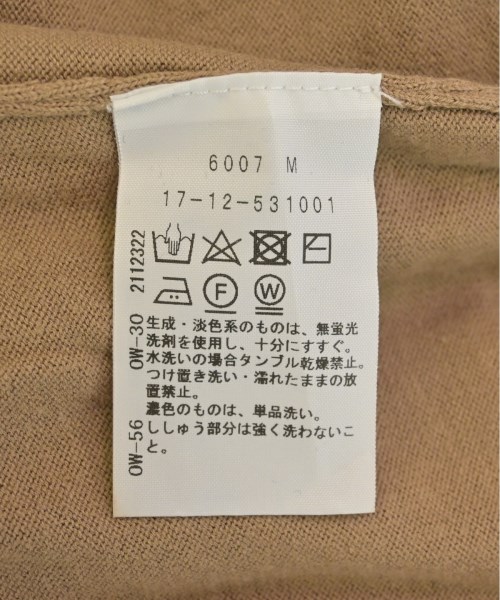 6007 M
17-12-531001
2112322
F
W
OW-30
生成・淡色系のものは、無蛍光
洗剤を使用し、十分にすすぐ。
水洗いの場合タンブル乾燥禁止。
つけ置き洗い・濡れたままの放
置禁止。
濃色のものは、単品洗い。
OW-56
ししゅう部分は強く洗わないこ
と。